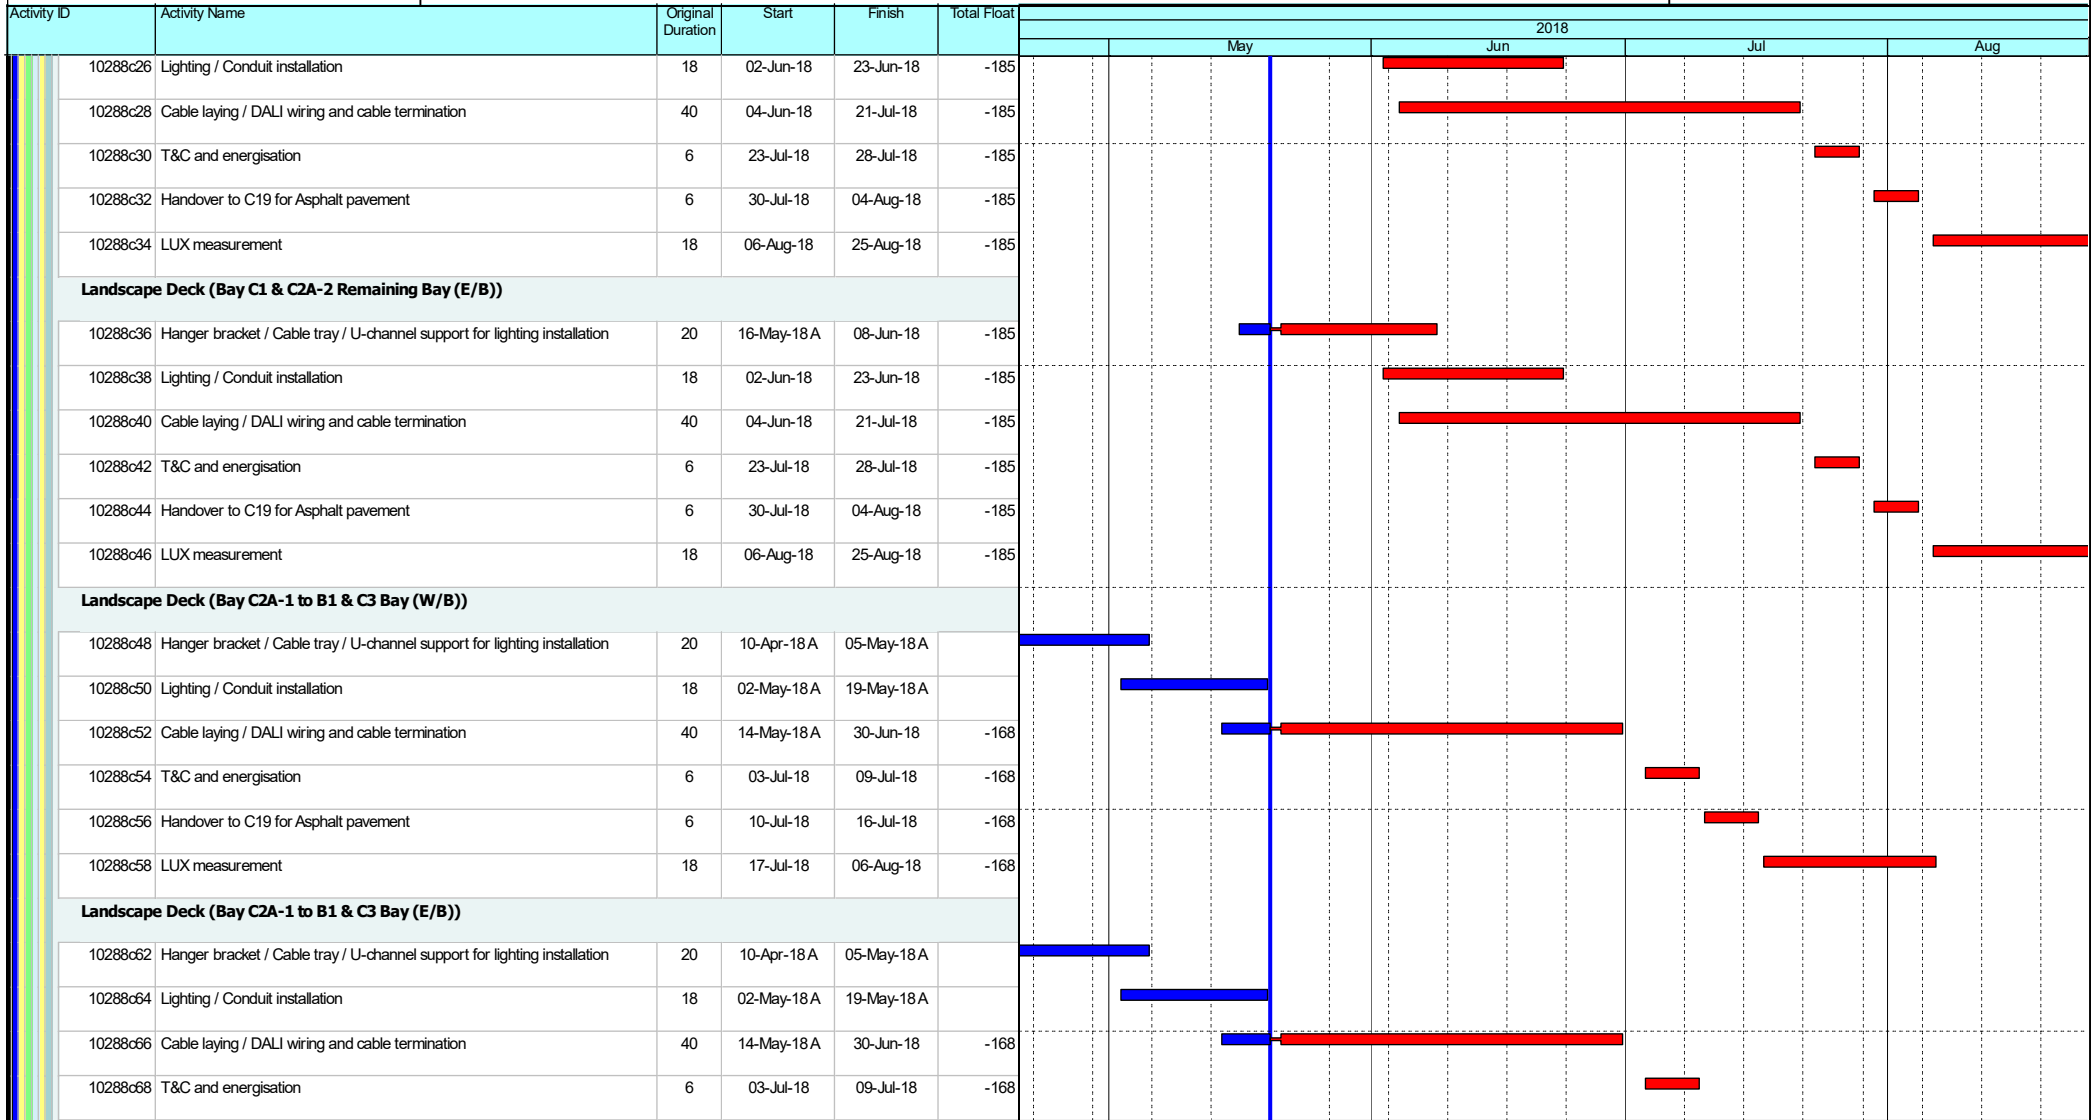 Activity ID Activity Name Original Duration Start Finish Total Float
2018
May Jun Jul Aug
10288c26 Lighting / Conduit installation 18 02-Jun-18 23-Jun-18 -185
10288c28 Cable laying / DALI wiring and cable termination 40 04-Jun-18 21-Jul-18 -185
10288c30 T&C and energisation 6 23-Jul-18 28-Jul-18 -185
10288c32 Handover to C19 for Asphalt pavement 6 30-Jul-18 04-Aug-18 -185
10288c34 LUX measurement 18 06-Aug-18 25-Aug-18 -185
Landscape Deck (Bay C1 & C2A-2 Remaining Bay (E/B))
10288c36 Hanger bracket / Cable tray / U-channel support for lighting installation 20 16-May-18 A 08-Jun-18 -185
10288c38 Lighting / Conduit installation 18 02-Jun-18 23-Jun-18 -185
10288c40 Cable laying / DALI wiring and cable termination 40 04-Jun-18 21-Jul-18 -185
10288c42 T&C and energisation 6 23-Jul-18 28-Jul-18 -185
10288c44 Handover to C19 for Asphalt pavement 6 30-Jul-18 04-Aug-18 -185
10288c46 LUX measurement 18 06-Aug-18 25-Aug-18 -185
Landscape Deck (Bay C2A-1 to B1 & C3 Bay (W/B))
10288c48 Hanger bracket / Cable tray / U-channel support for lighting installation 20 10-Apr-18 A 05-May-18 A
10288c50 Lighting / Conduit installation 18 02-May-18 A 19-May-18 A
10288c52 Cable laying / DALI wiring and cable termination 40 14-May-18 A 30-Jun-18 -168
10288c54 T&C and energisation 6 03-Jul-18 09-Jul-18 -168
10288c56 Handover to C19 for Asphalt pavement 6 10-Jul-18 16-Jul-18 -168
10288c58 LUX measurement 18 17-Jul-18 06-Aug-18 -168
Landscape Deck (Bay C2A-1 to B1 & C3 Bay (E/B))
10288c62 Hanger bracket / Cable tray / U-channel support for lighting installation 20 10-Apr-18 A 05-May-18 A
10288c64 Lighting / Conduit installation 18 02-May-18 A 19-May-18 A
10288c66 Cable laying / DALI wiring and cable termination 40 14-May-18 A 30-Jun-18 -168
10288c68 T&C and energisation 6 03-Jul-18 09-Jul-18 -168